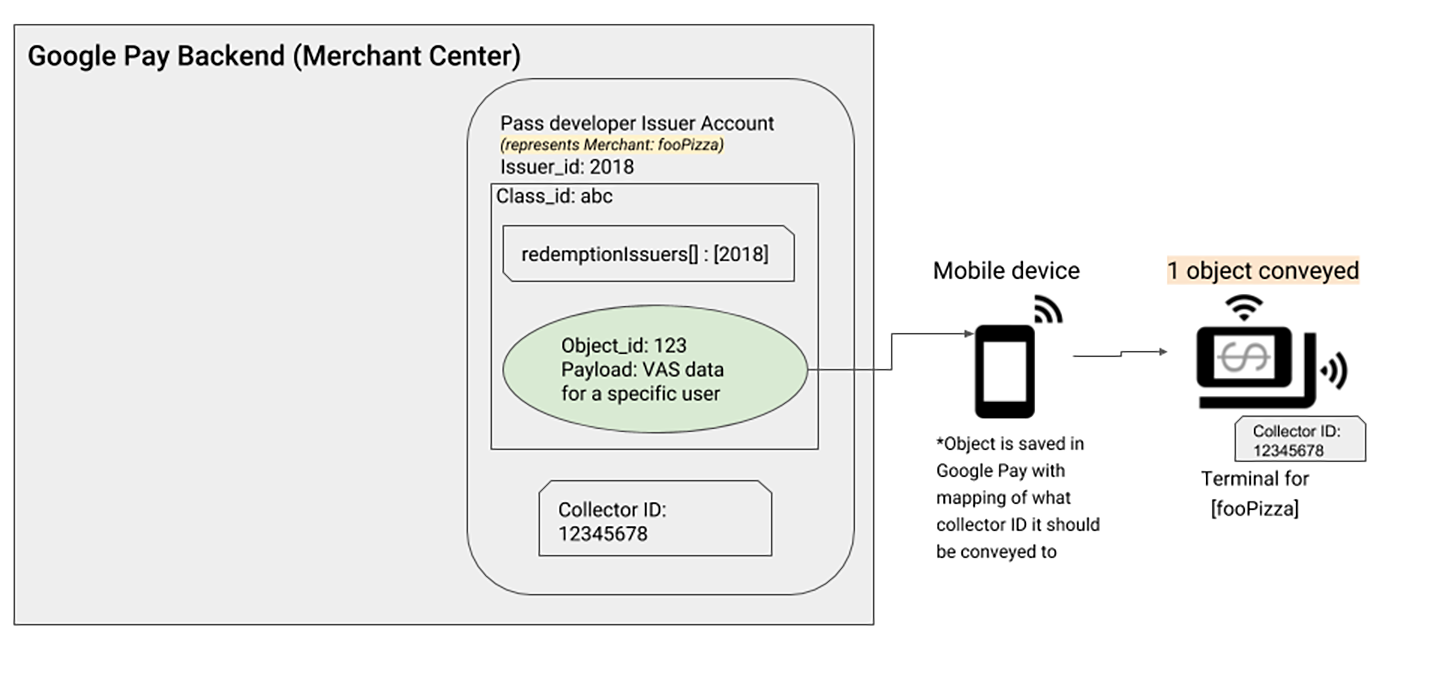 Google Pay Backend (Merchant Center)
Pass developer Issuer Account
(represents Merchant: fooPizza)
Issuer_id: 2018
Class_id: abc
redemptionIssuers[] : [2018]
Object_id: 123
Payload: VAS data
for a specific user
Collector ID:
12345678
Mobile device
*Object is saved in
Google Pay with
mapping of what
collector ID it should
be conveyed to
1 object conveyed
Collector ID:
12345678
Terminal for
[fooPizza]